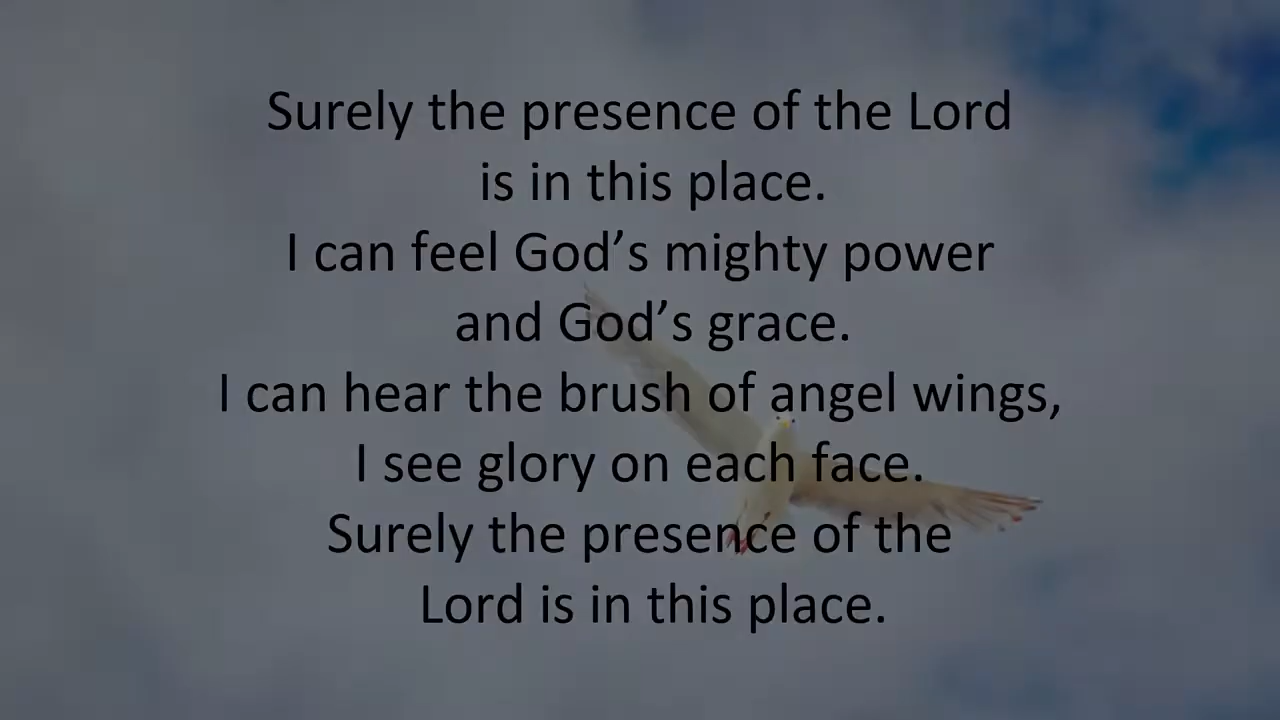 Surely the presence of the Lord
is in this place.
I can feel God’s mighty power
and God’s grace.
I can hear the brush of angel wings,
I see glory on each face.
Surely the presence of the
Lord is in this place.